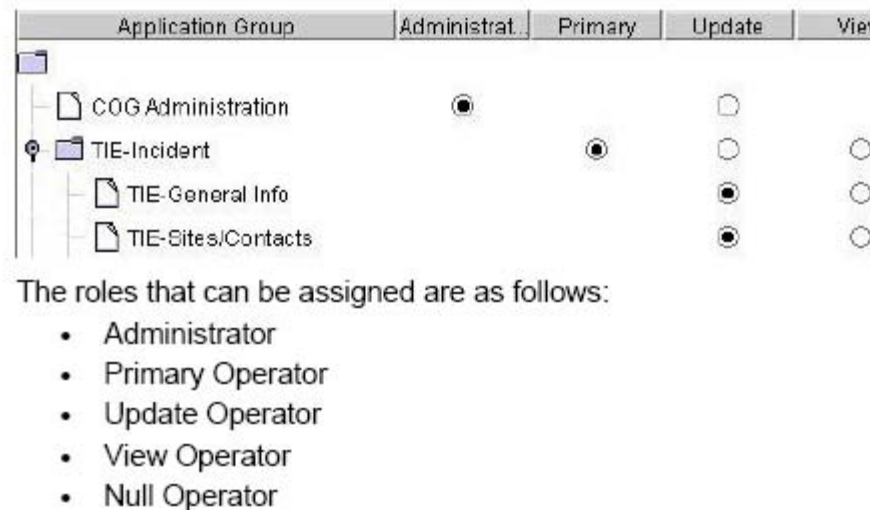 Application Group Administrat.. Primary Update Vie
COG Administration
TIE-Incident
TIE-General Info
TIE-Sites/Contacts
The roles that can be assigned are as follows:
• Administrator
• Primary Operator
• Update Operator
• View Operator
• Null Operator